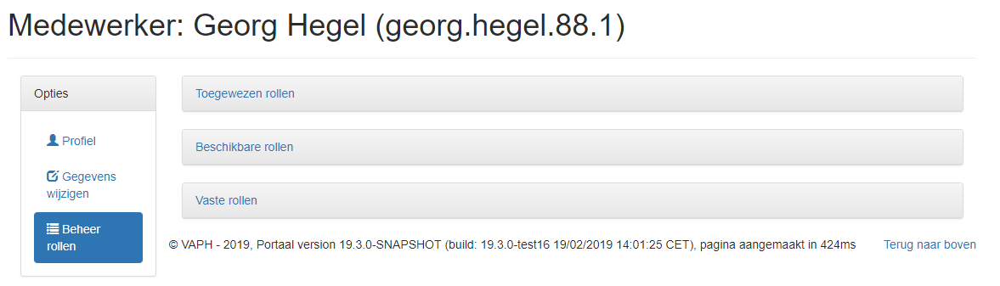 Medewerker: Georg Hegel (georg.hegel.88.1)
Opties
Profiel
Gegevens
wijzigen
Beheer
rollen
Toegewezen rollen
Beschikbare rollen
Vaste rollen
© VAPH - 2019, Portaal version 19.3.0-SNAPSHOT (build: 19.3.0-test16 19/02/2019 14:01:25 CET), pagina aangemaakt in 424ms
Terug naar boven